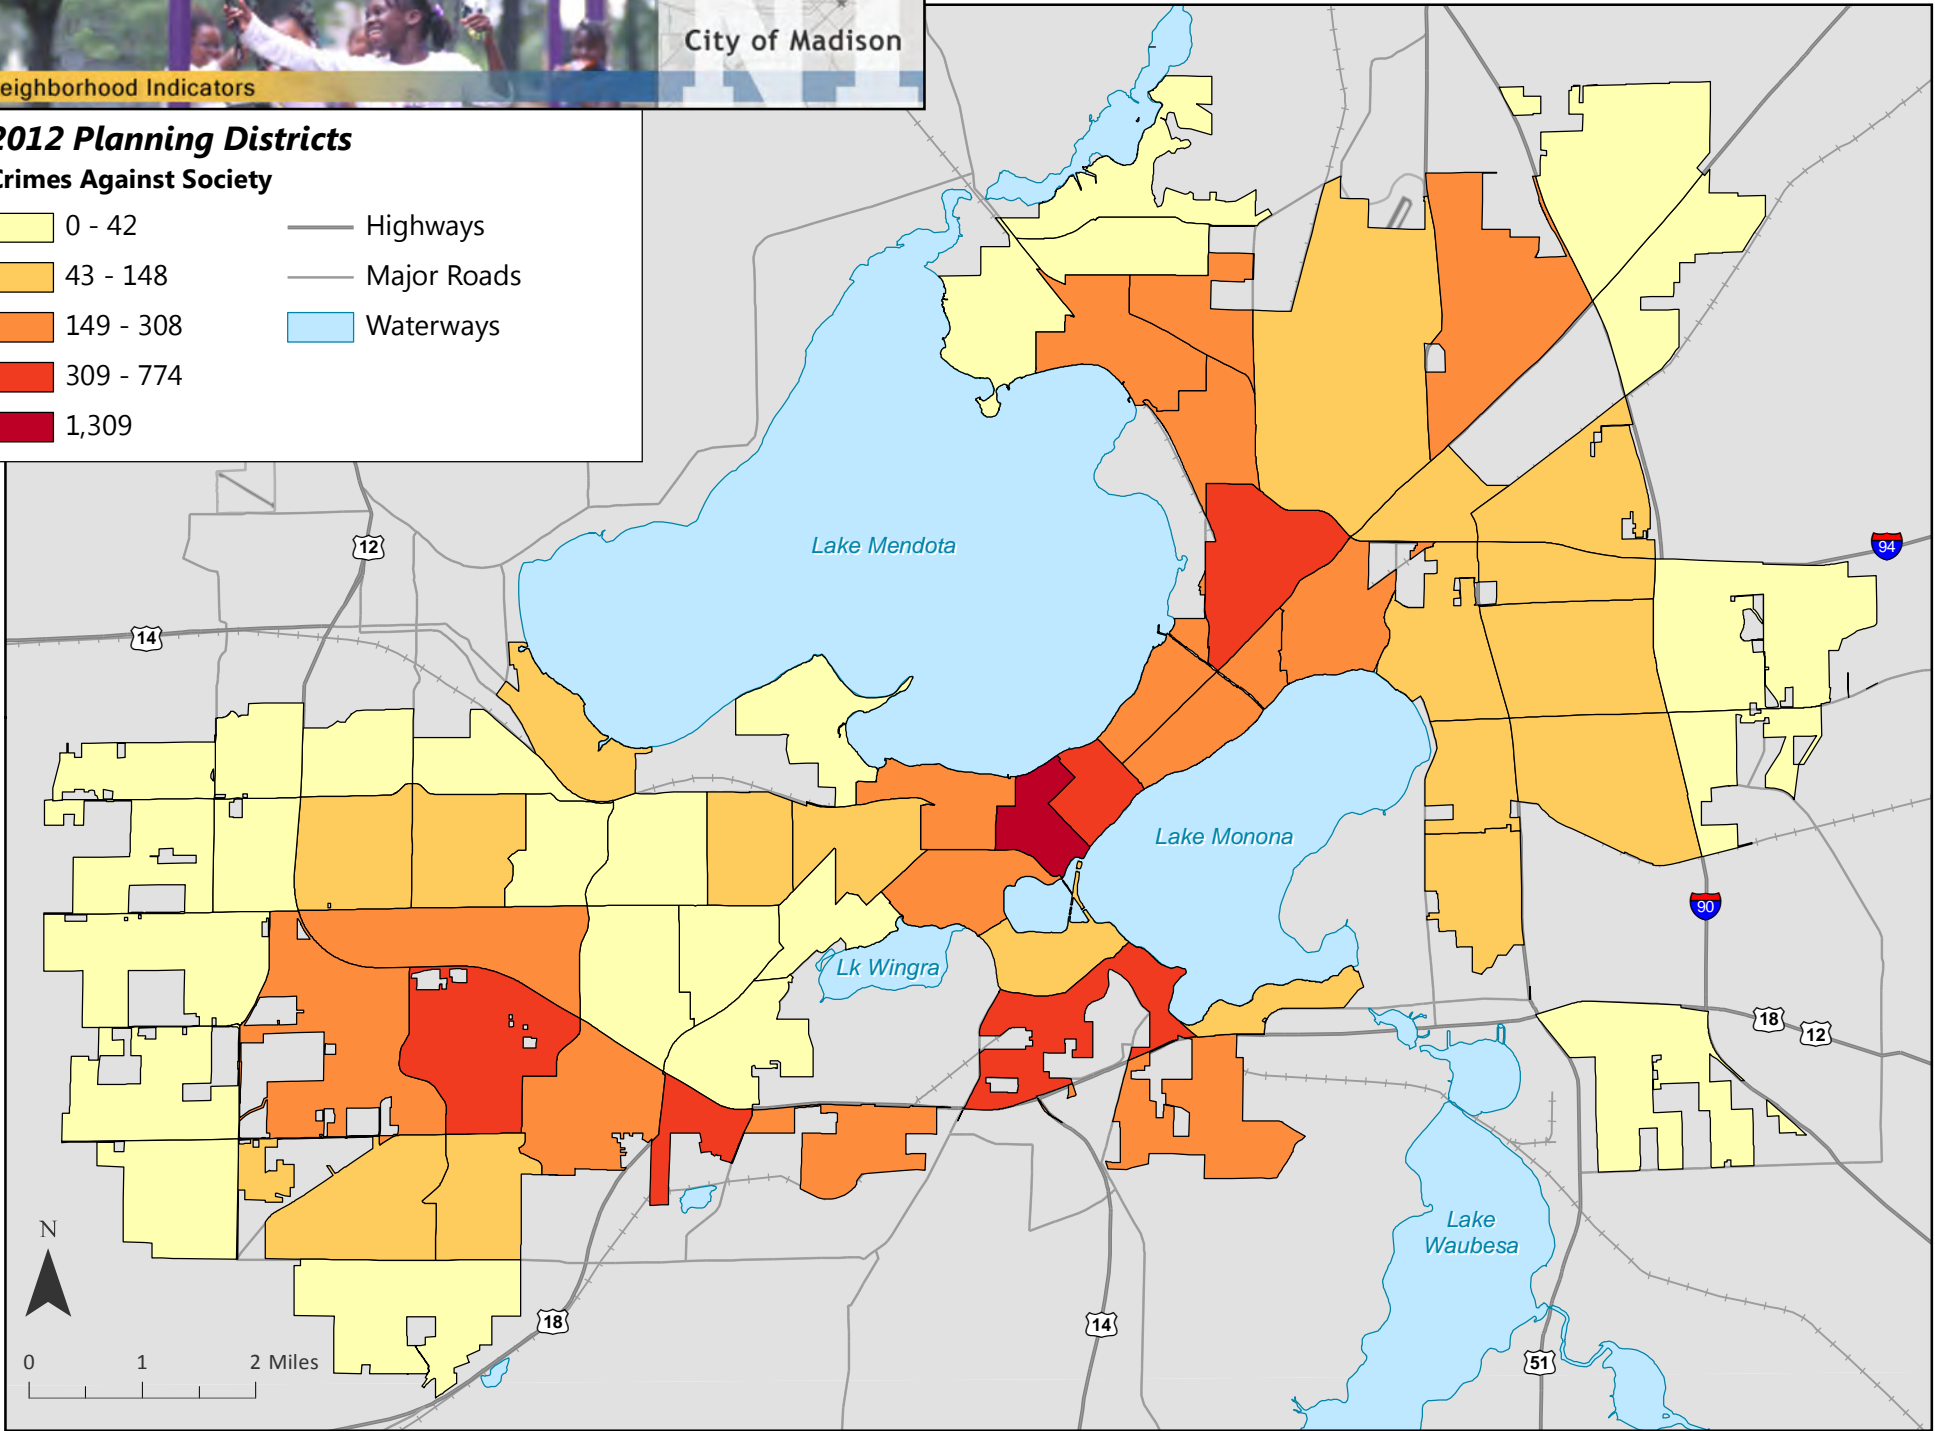 City of Madison
eighborhood Indicators
2012 Planning Districts
Crimes Against Society
0 - 42
Highways
43 - 148
Major Roads
149 - 308
Waterways
309 - 774
1,309
12
Lake Mendota
94
14
Lake Monona
90
Lk Wingra
18
12
Lake
Waubesa
N
18
14
51
0 1 2 Miles